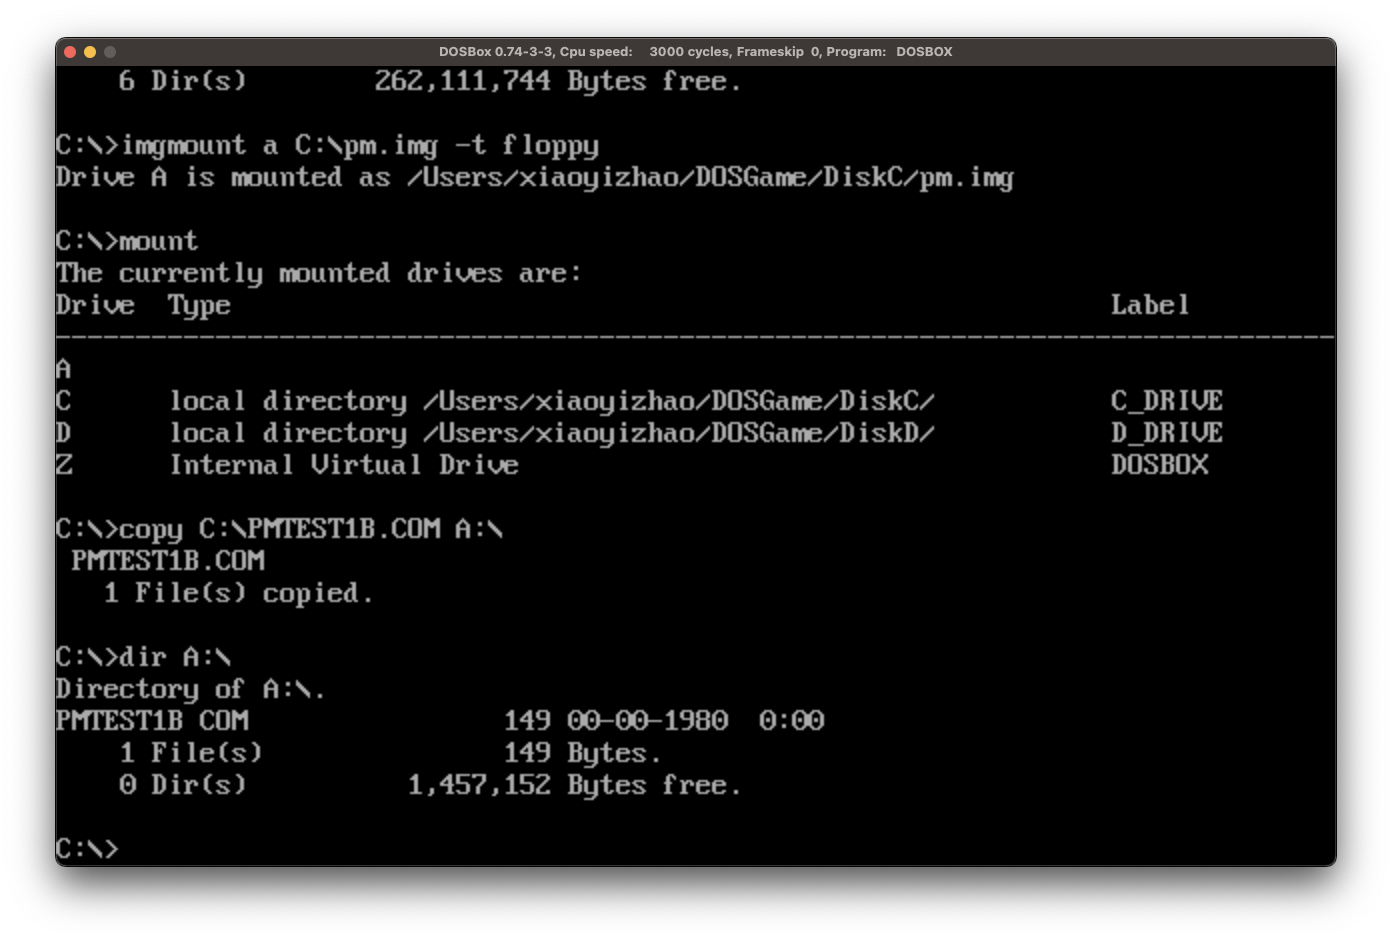 DOSBox 0.74-3-3, Cpu speed:    3000 cycles, Frameskip  0, Program:   DOSBOX
6 Dir(s)        262,111,744 Bytes free.
C:\>imgmount a C:\pm.img -t floppy
Drive A is mounted as /Users/xiaoyizhao/DOSGame/DiskC/pm.img
C:\>mount
The currently mounted drives are:
Drive  Type                                                       Label
--------------------------------------------------------------------------------
A
C      local directory /Users/xiaoyizhao/DOSGame/DiskC/           C_DRIVE
D      local directory /Users/xiaoyizhao/DOSGame/DiskD/           D_DRIVE
Z      Internal Virtual Drive                                     DOSBOX
C:\>copy C:\PMTEST1B.COM A:\
PMTEST1B.COM
1 File(s) copied.
C:\>dir A:\
Directory of A:\.
PMTEST1B COM                149 00-00-1980  0:00
1 File(s)               149 Bytes.
0 Dir(s)          1,457,152 Bytes free.
C:\>